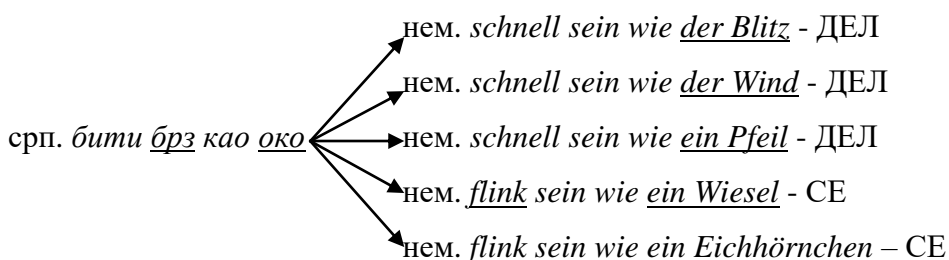 нем. schnell sein wie der Blitz - ДЕЛ
нем. schnell sein wie der Wind - ДЕЛ
срп. бити брз као око нем. schnell sein wie ein Pfeil - ДЕЛ
нем. flink sein wie ein Wiesel - СЕ
нем. flink sein wie ein Eichhörnchen – СЕ